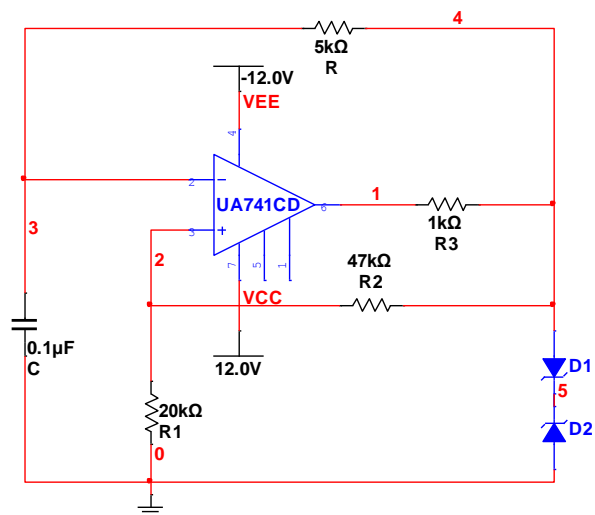 4
5kΩ
R
-12.0V
VEE
4
2
UA741CD
6
1
1kΩ
R3
3
3
2
7
5
1
47kΩ
R2
VCC
12.0V
0.1µF
C
D1
5
D2
20kΩ
R1
0